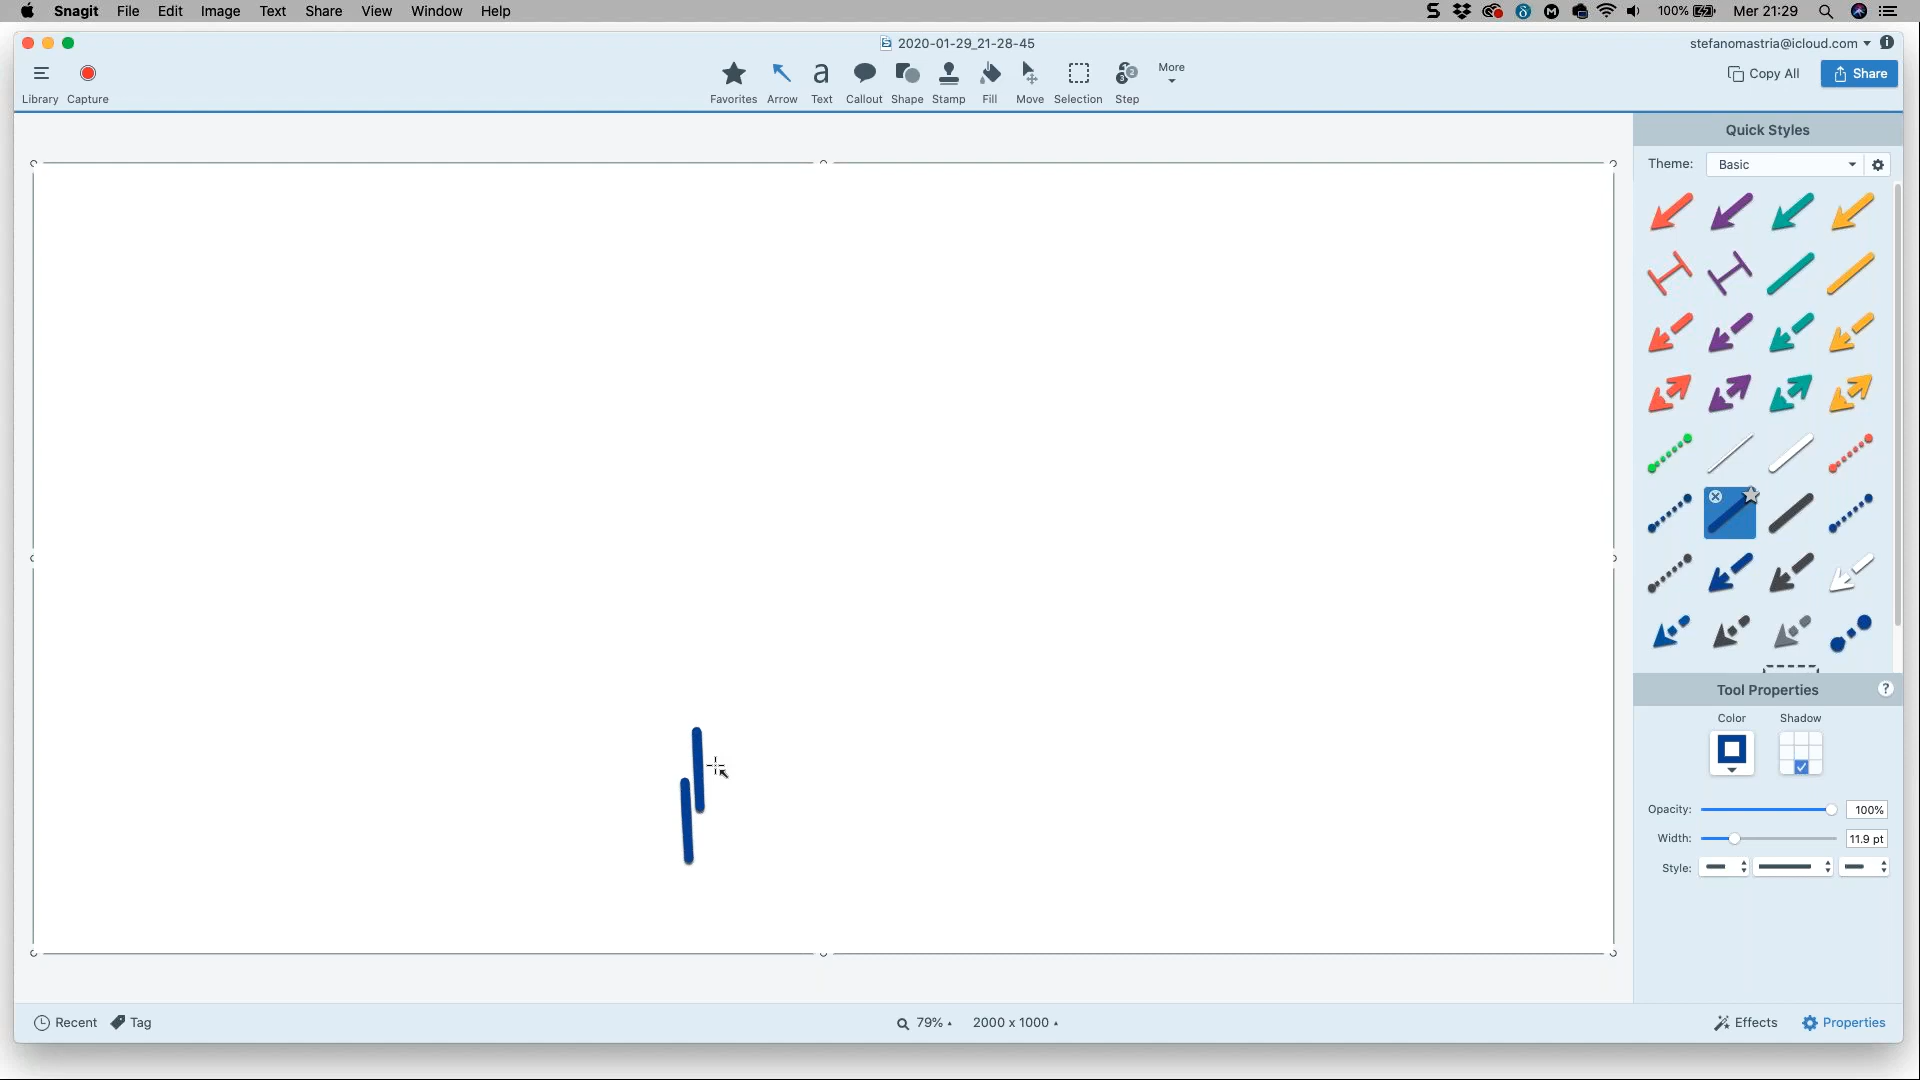 Snagit File Edit Image Text Share View Window Help 100% Mer 21:29
2020-01-29_21-28-45 stefanomastria@icloud.com
Library Capture Favorites Arrow Text Callout Shape Stamp Fill Move Selection Step More Copy All Share
Quick Styles
Theme: Basic
Tool Properties ?
Color Shadow
Opacity: 100%
Width: 11.9 pt
Style:
Recent Tag 79% 2000 x 1000 Effects Properties